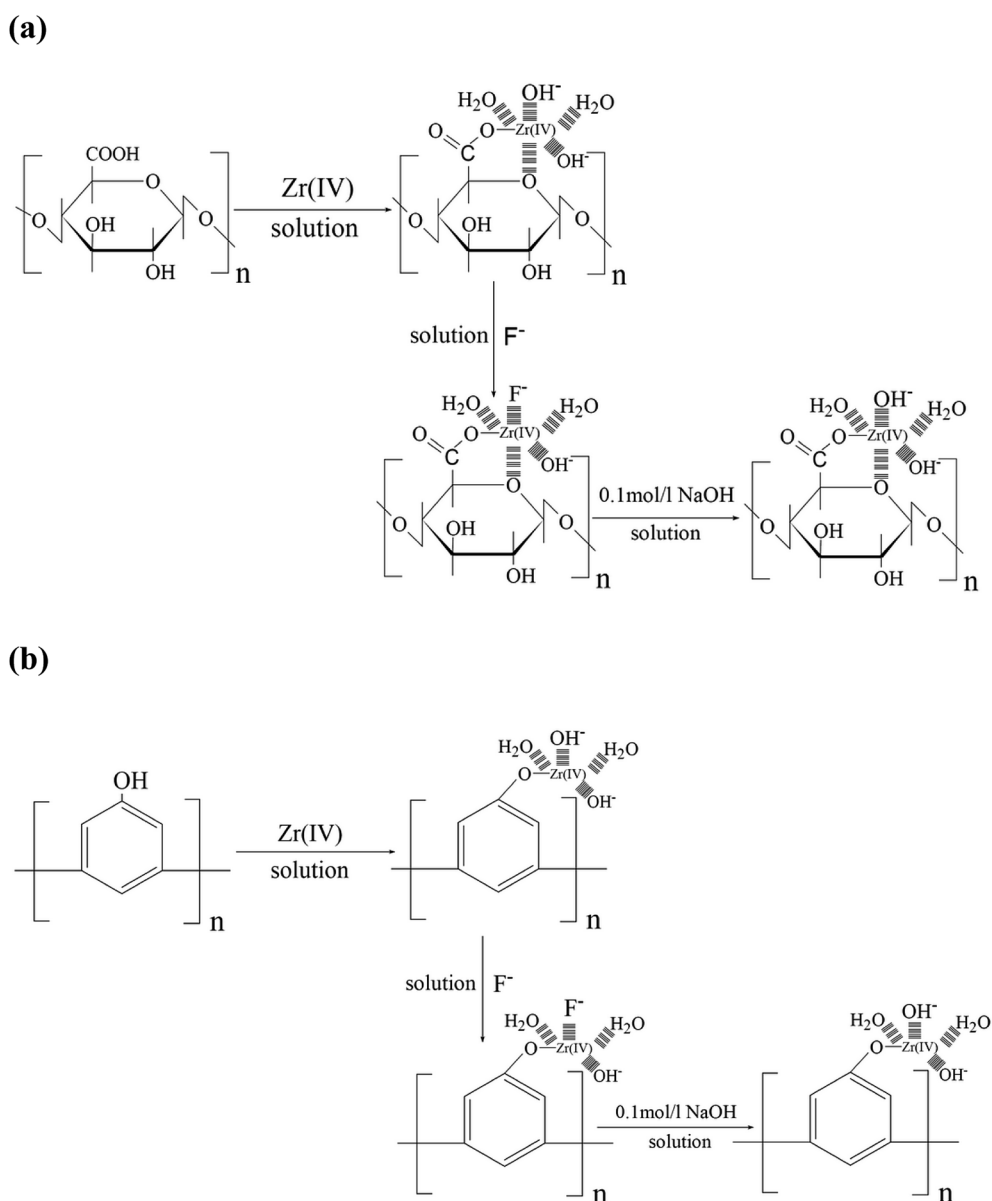 (a)
H₂O OH⁻ H₂O
O O Zr(IV)
COOH C OH⁻
O Zr(IV) O
O OH O solution O OH O
OH n OH n
solution F⁻
H₂O F⁻ H₂O H₂O OH⁻ H₂O
O O Zr(IV) O O Zr(IV)
C OH⁻ C OH⁻
O 0.1mol/l NaOH O
O OH O solution O OH O
OH n OH n
(b)
H₂O OH⁻ H₂O
OH O Zr(IV)
OH⁻
Zr(IV)
solution
n n
solution F⁻
H₂O F⁻ H₂O H₂O OH⁻ H₂O
O Zr(IV) O Zr(IV)
OH⁻ OH⁻
0.1mol/l NaOH
solution
n n